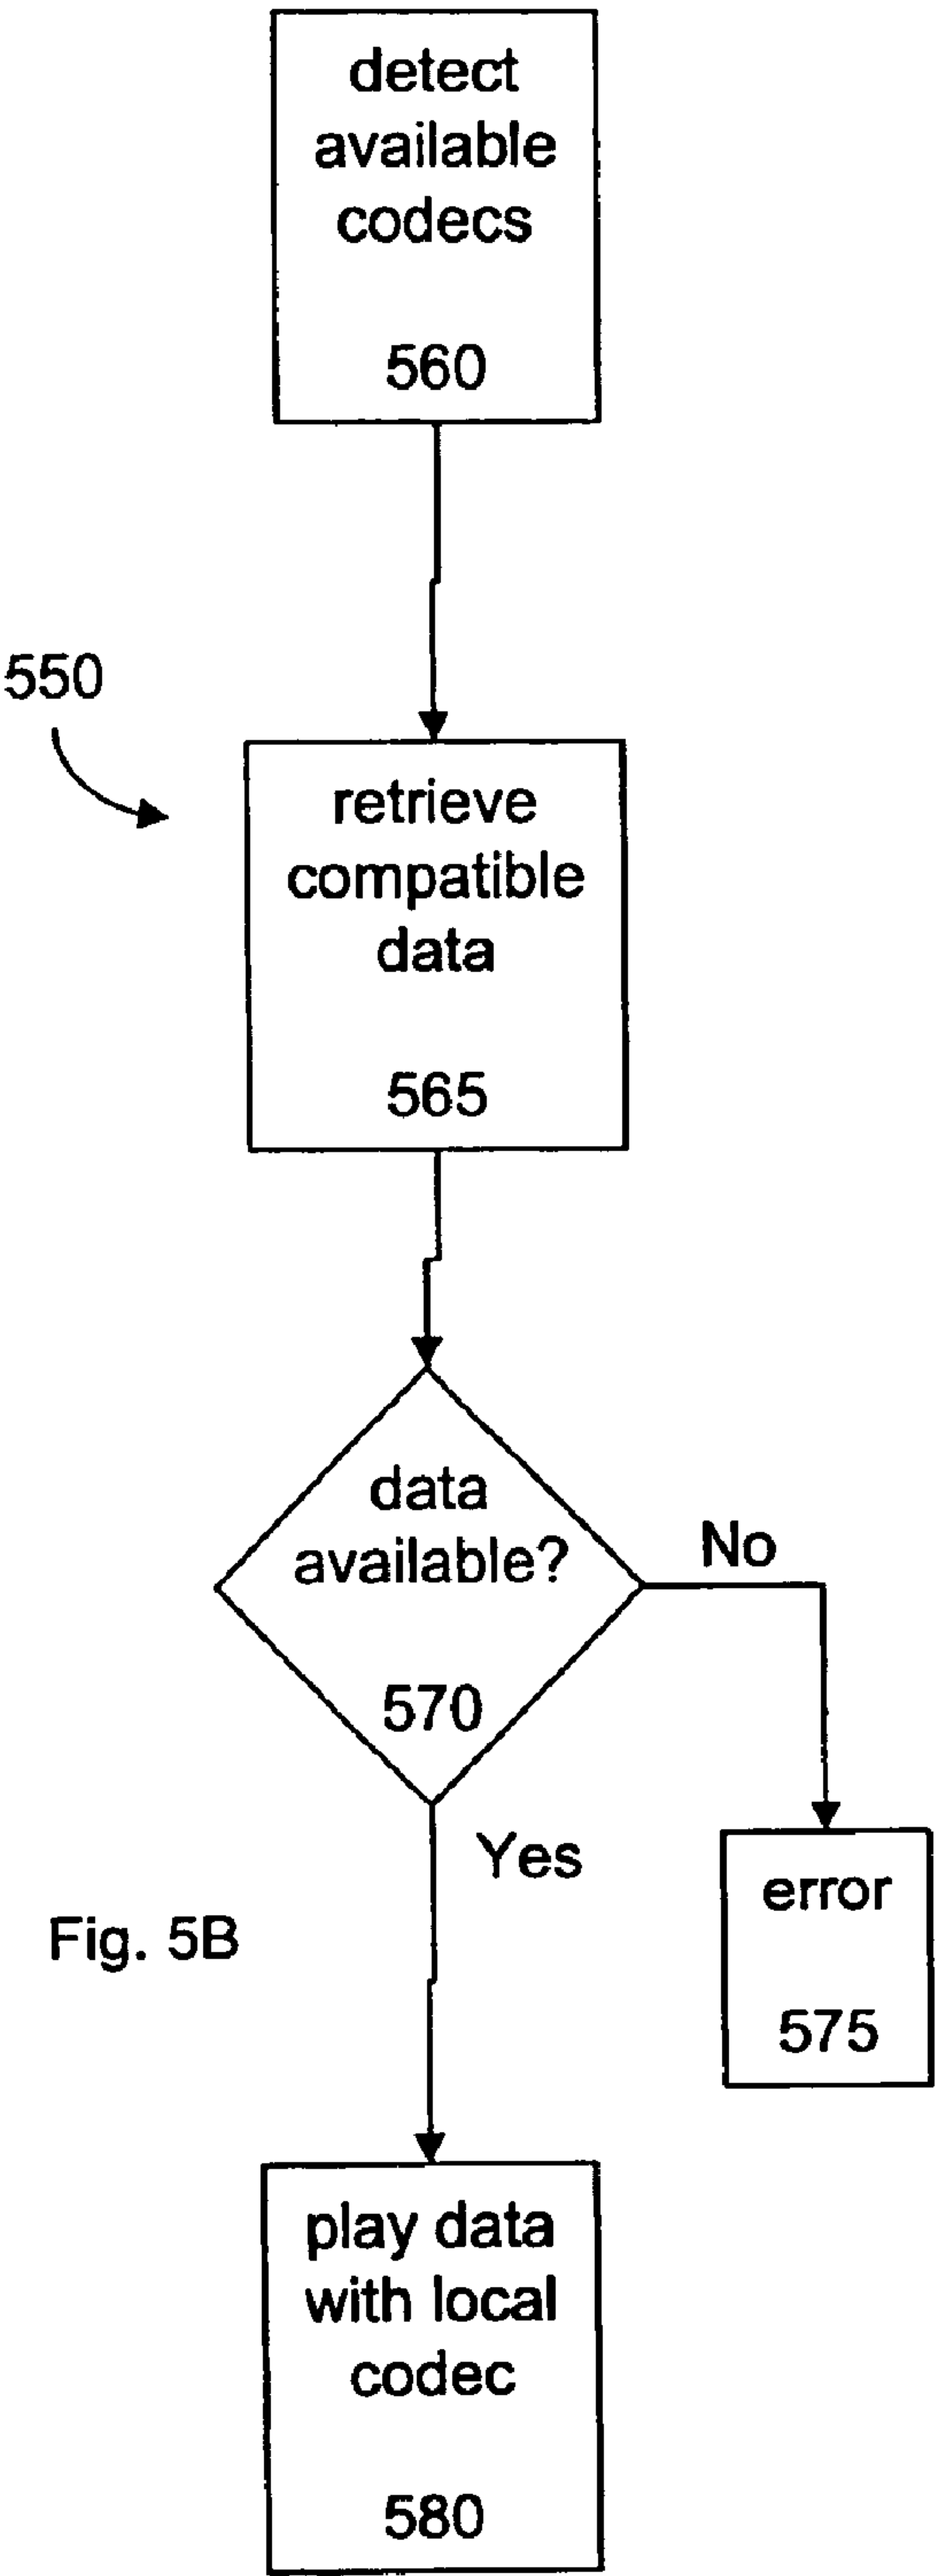 detect
available
codecs
560
550
retrieve
compatible
data
565
data
available?
570
No
Yes
error
575
Fig. 5B
play data
with local
codec
580